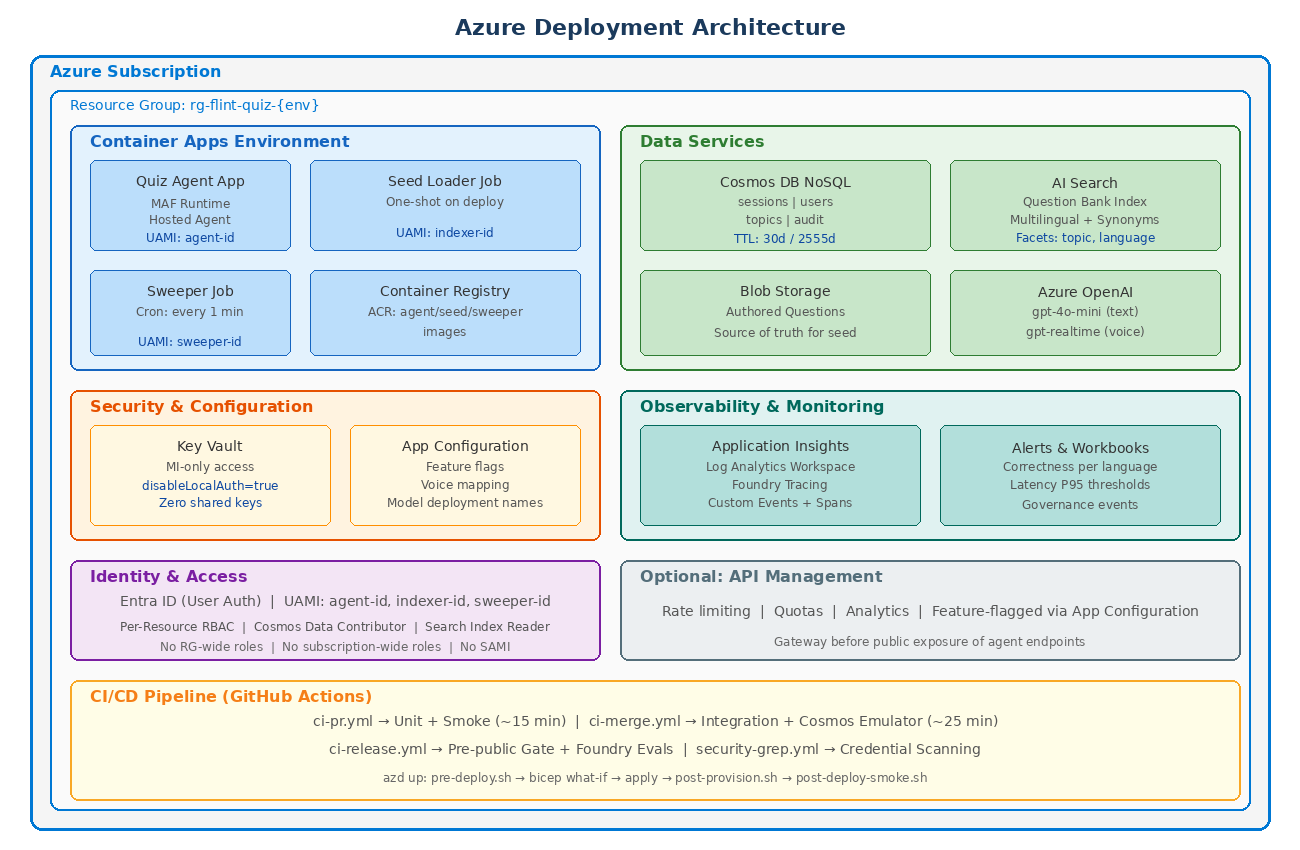 Azure Deployment Architecture
Azure Subscription
Resource Group: rg-flint-quiz-{env}
Container Apps Environment
Quiz Agent App
MAF Runtime
Hosted Agent
UAMI: agent-id
Seed Loader Job
One-shot on deploy
UAMI: indexer-id
Sweeper Job
Cron: every 1 min
UAMI: sweeper-id
Container Registry
ACR: agent/seed/sweeper
images
Data Services
Cosmos DB NoSQL
sessions | users
topics | audit
TTL: 30d / 2555d
AI Search
Question Bank Index
Multilingual + Synonyms
Facets: topic, language
Blob Storage
Authored Questions
Source of truth for seed
Azure OpenAI
gpt-4o-mini (text)
gpt-realtime (voice)
Security & Configuration
Key Vault
MI-only access
disableLocalAuth=true
Zero shared keys
App Configuration
Feature flags
Voice mapping
Model deployment names
Observability & Monitoring
Application Insights
Log Analytics Workspace
Foundry Tracing
Custom Events + Spans
Alerts & Workbooks
Correctness per language
Latency P95 thresholds
Governance events
Identity & Access
Entra ID (User Auth) | UAMI: agent-id, indexer-id, sweeper-id
Per-Resource RBAC | Cosmos Data Contributor | Search Index Reader
No RG-wide roles | No subscription-wide roles | No SAMI
Optional: API Management
Rate limiting | Quotas | Analytics | Feature-flagged via App Configuration
Gateway before public exposure of agent endpoints
CI/CD Pipeline (GitHub Actions)
ci-pr.yml → Unit + Smoke (~15 min) | ci-merge.yml → Integration + Cosmos Emulator (~25 min)
ci-release.yml → Pre-public Gate + Foundry Evals | security-grep.yml → Credential Scanning
azd up: pre-deploy.sh → bicep what-if → apply → post-provision.sh → post-deploy-smoke.sh